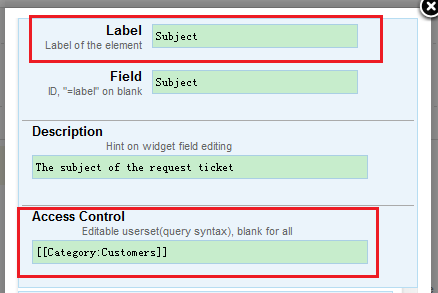 Label
Subject
Label of the element
Field
Subject
ID, "=label" on blank
Description
Hint on widget field editing
The subject of the request ticket
Access Control
Editable userset(query syntax), blank for all
[[Category:Customers]]